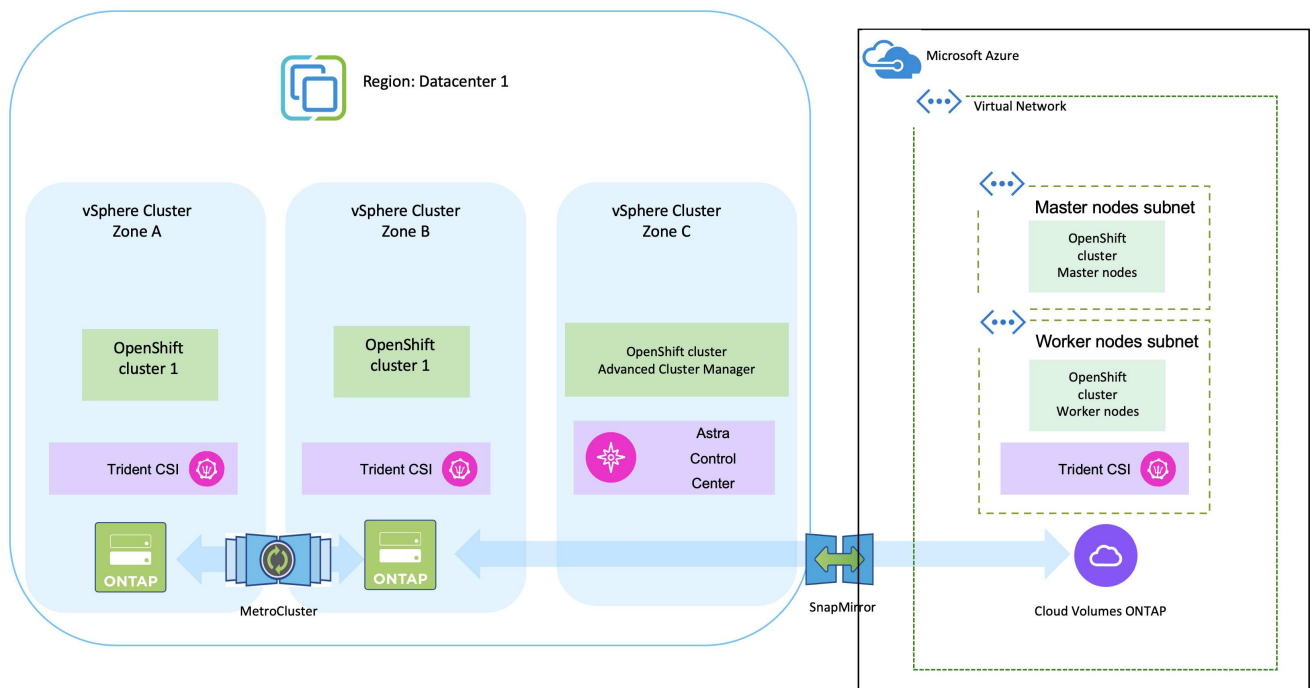 Region: Datacenter 1
vSphere Cluster
Zone A
OpenShift
cluster 1
Trident CSI
ONTAP
MetroCluster
vSphere Cluster
Zone B
OpenShift
cluster 1
Trident CSI
ONTAP
vSphere Cluster
Zone C
OpenShift cluster
Advanced Cluster Manager
Astra
Control
Center
SnapMirror
Microsoft Azure
Virtual Network
Master nodes subnet
OpenShift
cluster
Master nodes
Worker nodes subnet
OpenShift
cluster
Worker nodes
Trident CSI
Cloud Volumes ONTAP